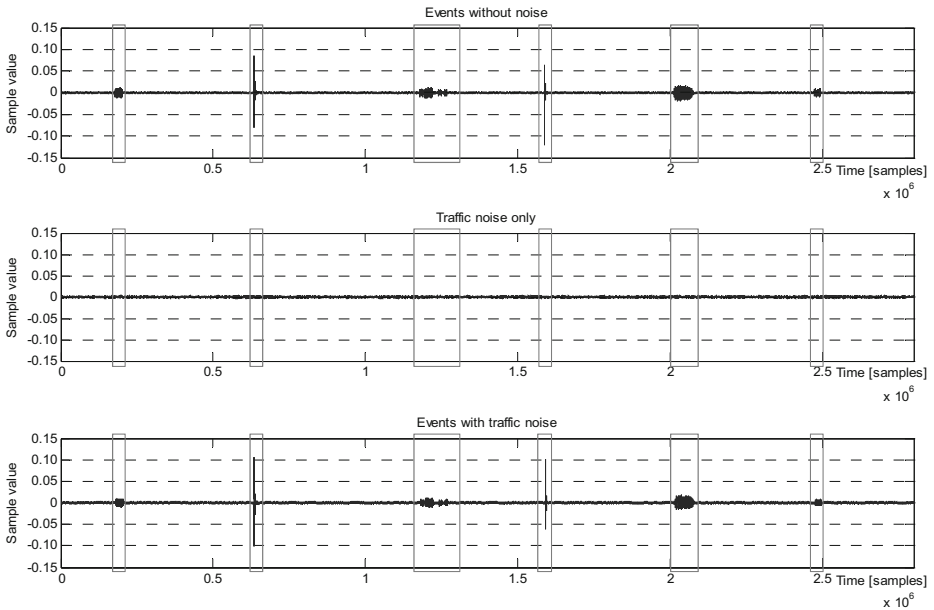 Events without noise
Sample value
0.15
0.10
0.05
0
-0.05
-0.10
-0.15
0 0.5 1 1.5 2 2.5 Time [samples]
x 10^6
Traffic noise only
Sample value
0.15
0.10
0.05
0
-0.05
-0.10
-0.15
0 0.5 1 1.5 2 2.5 Time [samples]
x 10^6
Events with traffic noise
Sample value
0.15
0.10
0.05
0
-0.05
-0.10
-0.15
0 0.5 1 1.5 2 2.5 Time [samples]
x 10^6